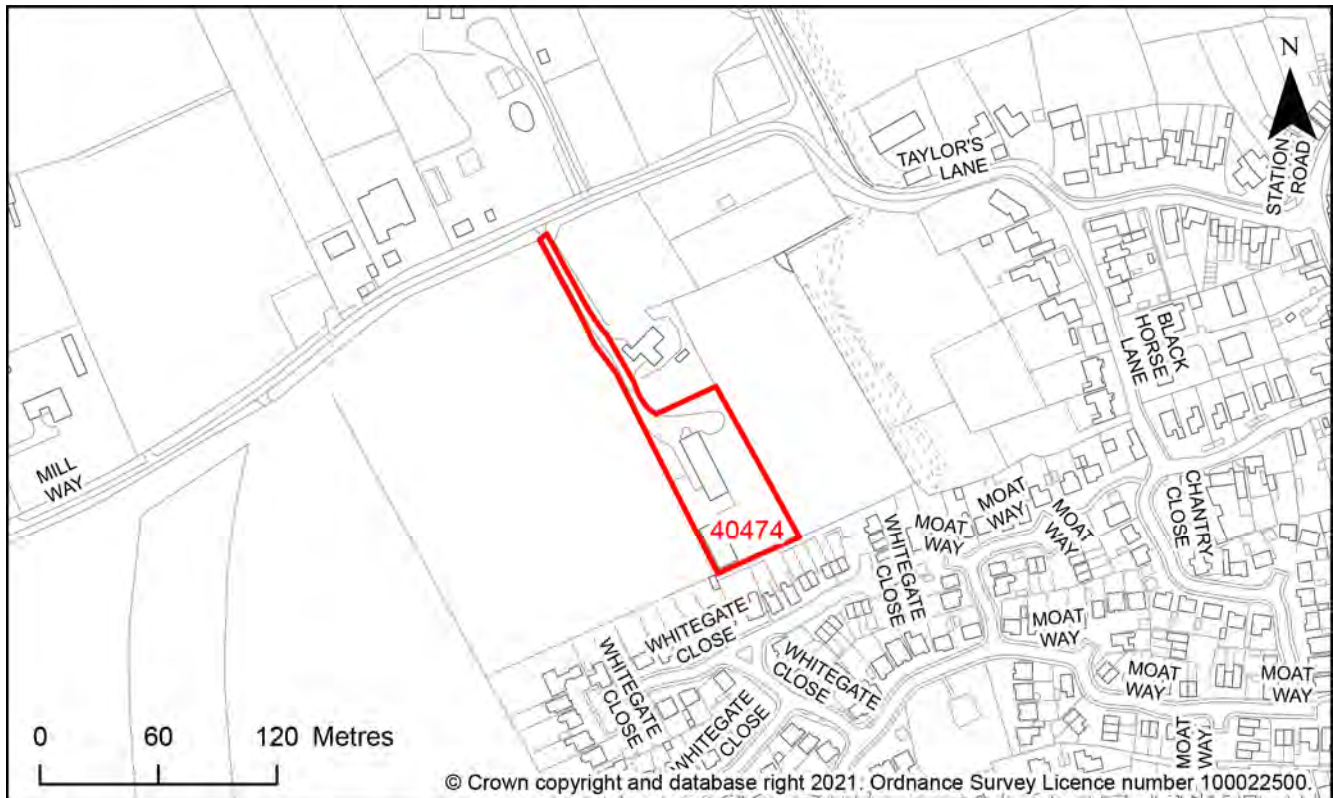 N
TAYLOR'S
LANE
STATION
ROAD
BLACK
HORSE
LANE
MILL
WAY
40474
MOAT
WAY
MOAT
WAY
MOAT
WAY
WHITEGATE
CLOSE
CHANTRY
CLOSE
WHITEGATE
CLOSE
WHITEGATE
CLOSE
WHITEGATE
CLOSE
WHITEGATE
CLOSE
MOAT
WAY
MOAT
WAY
MOAT
WAY
MOAT
WAY
0 60 120 Metres
© Crown copyright and database right 2021. Ordnance Survey Licence number 100022500.